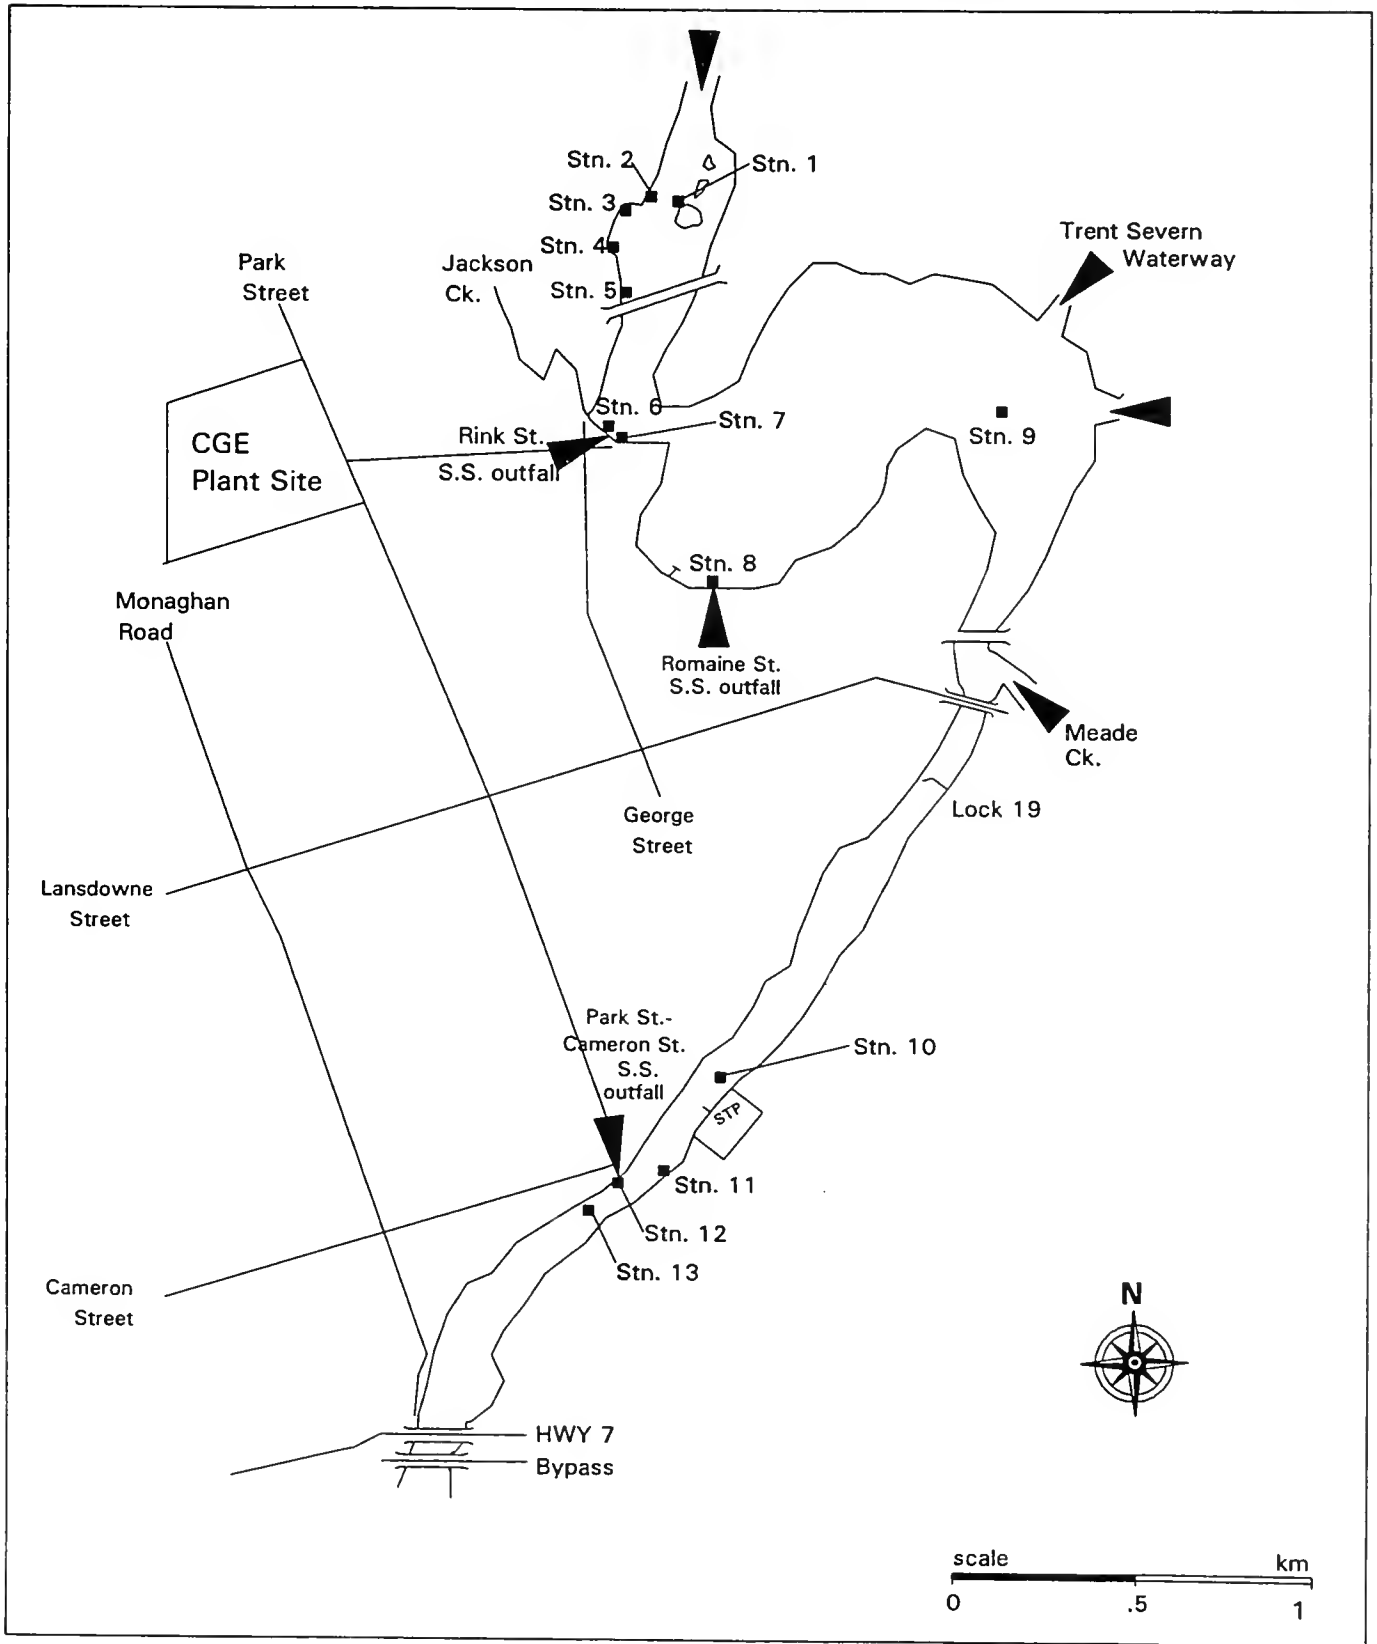 Stn. 2
Stn. 1
Stn. 3
Stn. 4
Stn. 5
Trent Severn
Waterway
Park
Street
Jackson
Ck.
Stn. 6
Stn. 7
Stn. 9
Rink St.
S.S. outfall
CGE
Plant Site
Stn. 8
Monaghan
Road
Romaine St.
S.S. outfall
Meade
Ck.
Lock 19
George
Street
Lansdowne
Street
Park St.-
Cameron St.
S.S.
outfall
Stn. 10
STP
Stn. 11
Stn. 12
Stn. 13
Cameron
Street
N
HWY 7
Bypass
scale
km
0
.5
1